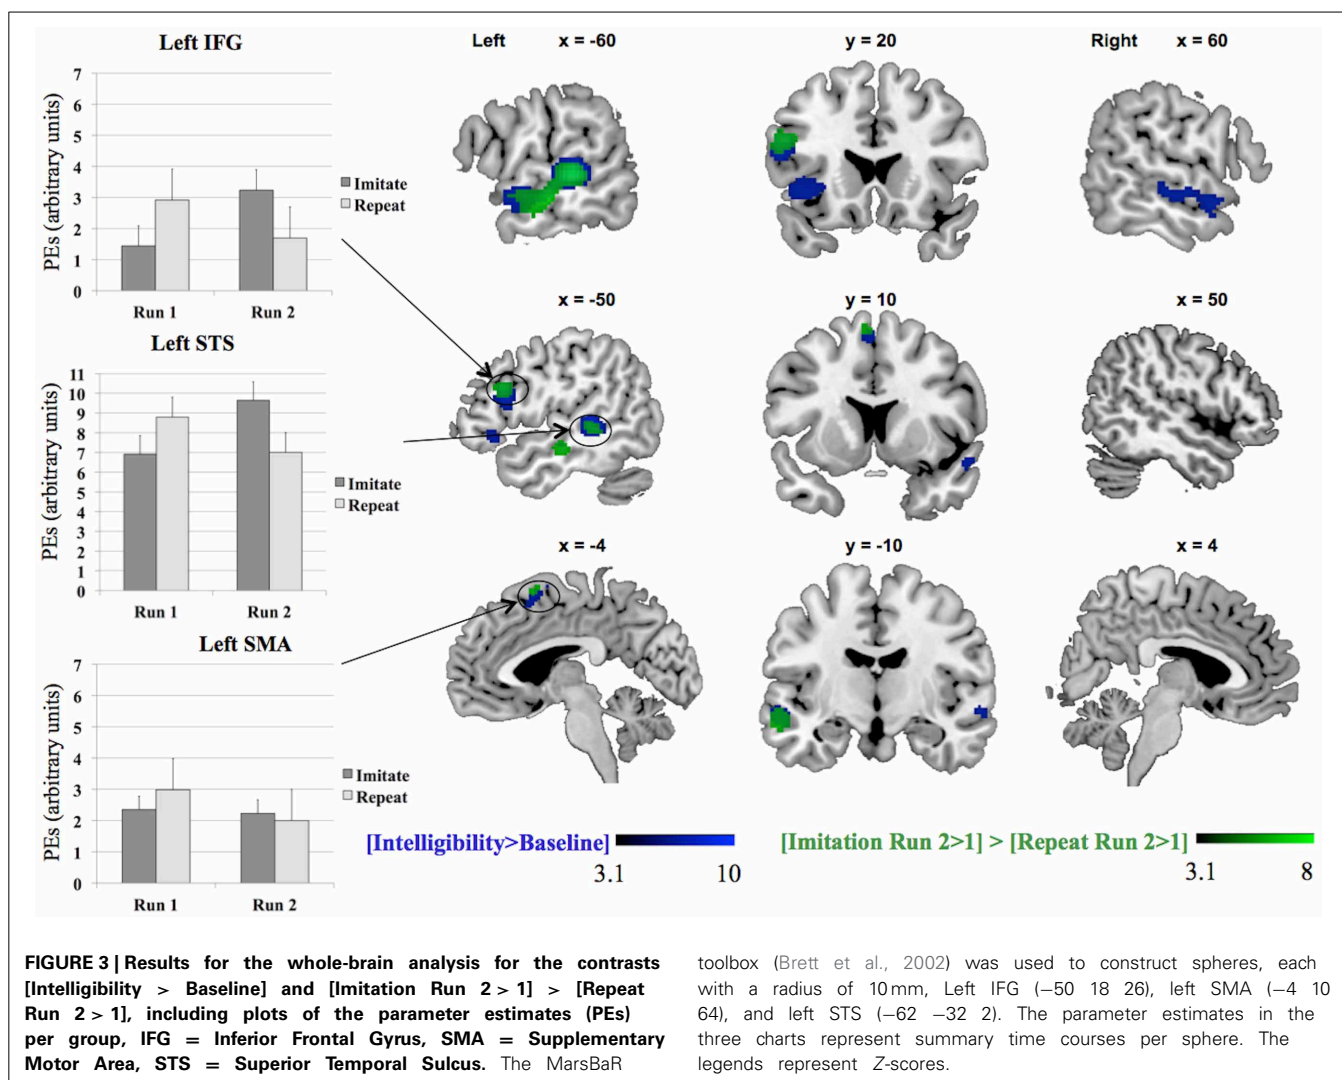 Left IFG
7
6
5
4
3
2
1
0
PEs (arbitrary units)
Run 1 Run 2
Imitate
Repeat
Left STS
11
10
9
8
7
6
5
4
3
2
1
0
PEs (arbitrary units)
Run 1 Run 2
Imitate
Repeat
Left SMA
7
6
5
4
3
2
1
0
PEs (arbitrary units)
Run 1 Run 2
Imitate
Repeat
Left x = -60 y = 20 Right x = 60
x = -50 y = 10 x = 50
x = -4 y = -10 x = 4
[Intelligibility>Baseline]
3.1 10
[Imitation Run 2>1] > [Repeat Run 2>1]
3.1 8
FIGURE 3 | Results for the whole-brain analysis for the contrasts
[Intelligibility > Baseline] and [Imitation Run 2 > 1] > [Repeat
Run 2 > 1], including plots of the parameter estimates (PEs)
per group, IFG = Inferior Frontal Gyrus, SMA = Supplementary
Motor Area, STS = Superior Temporal Sulcus. The MarsBaR
toolbox (Brett et al., 2002) was used to construct spheres, each
with a radius of 10 mm, Left IFG (−50 18 26), left SMA (−4 10
64), and left STS (−62 −32 2). The parameter estimates in the
three charts represent summary time courses per sphere. The
legends represent Z-scores.